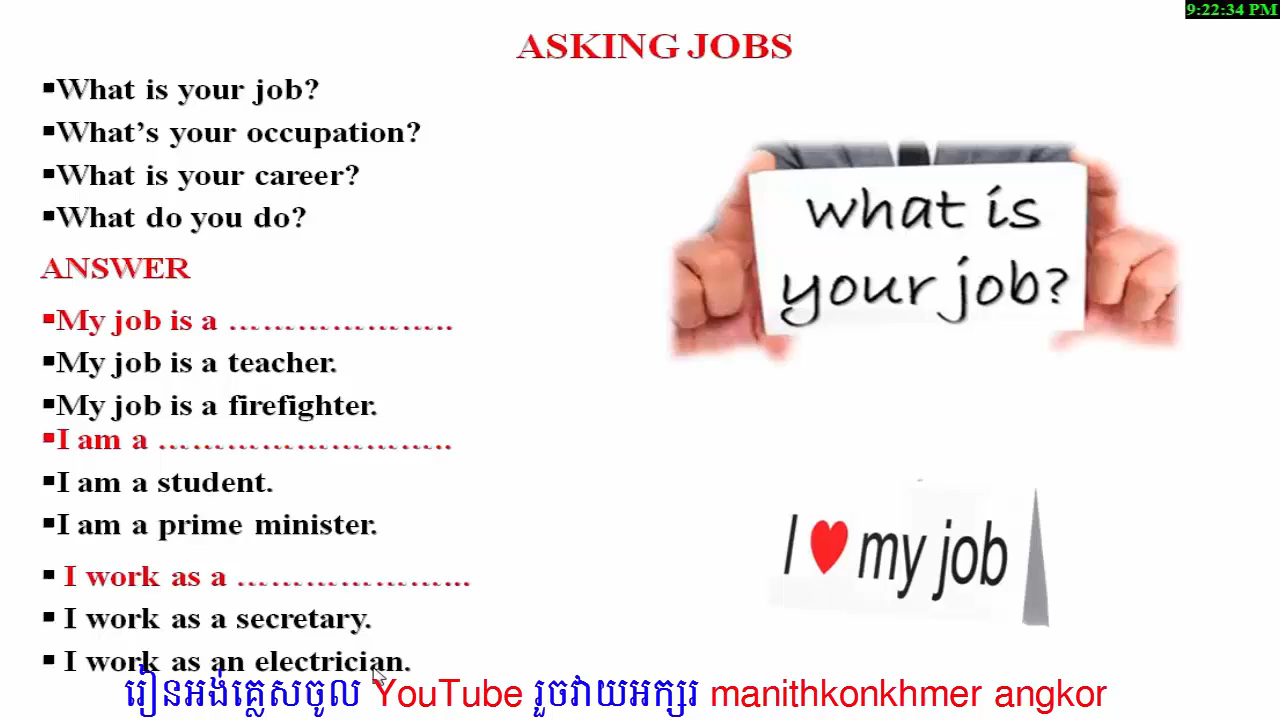 9:22:34 PM
ASKING JOBS
▪What is your job?
▪What’s your occupation?
▪What is your career?
▪What do you do?
ANSWER
▪My job is a …………………..
▪My job is a teacher.
▪My job is a firefighter.
▪I am a ……………………..
▪I am a student.
▪I am a prime minister.
▪ I work as a …………………...
▪ I work as a secretary.
▪ I work as an electrician.
what is
your job?
I ♥ my job
រៀនអង់គ្លេសចូល YouTube រួចវាយអក្សរ manithkonkhmer angkor